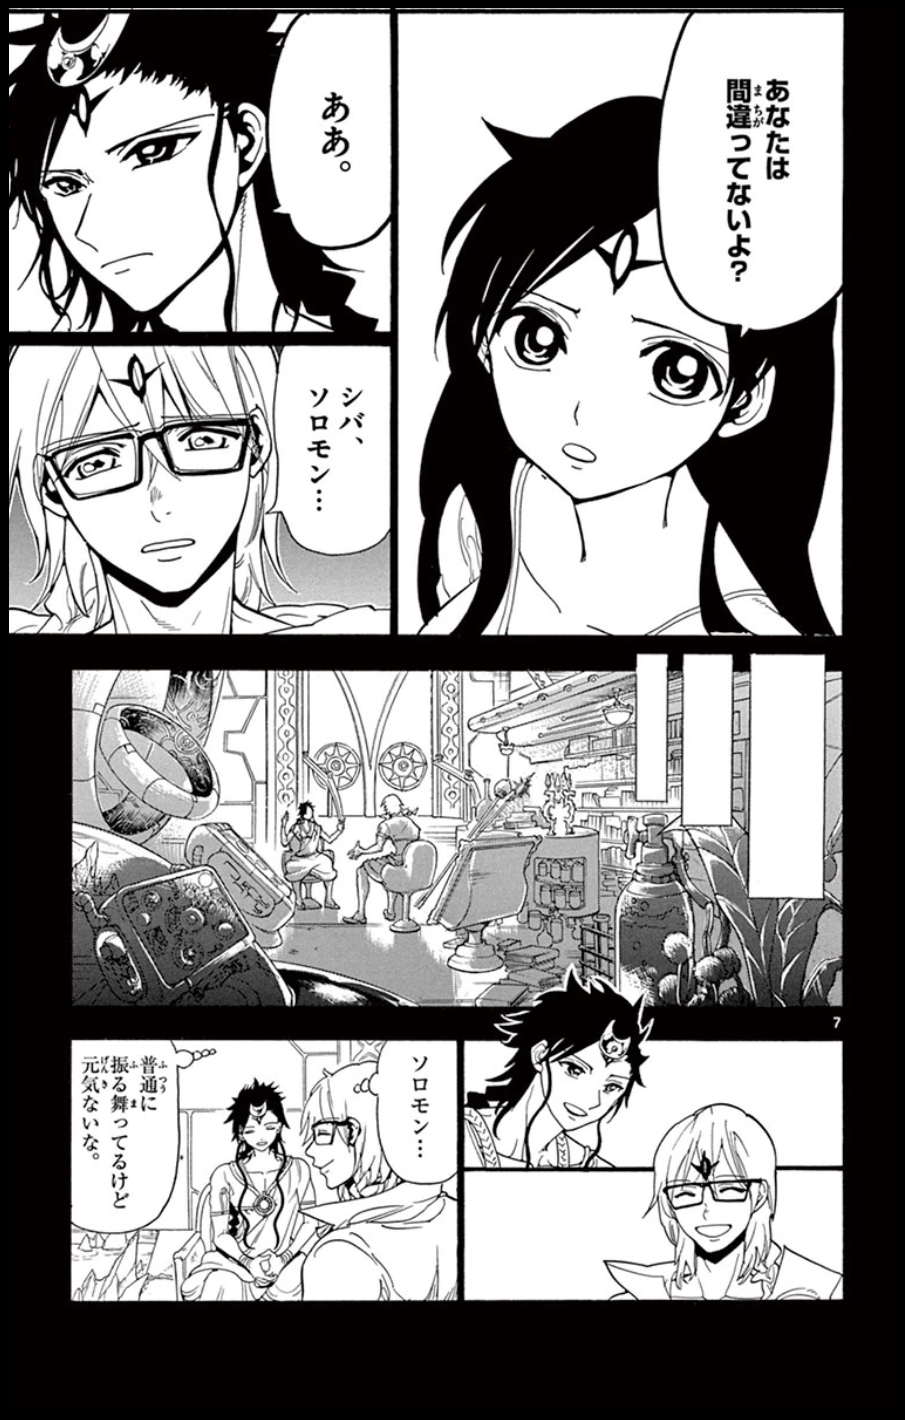 あなたは
間違ってないよ?
ああ。
シバ、
ソロモン…
7
ソロモン…
普通に
振る舞ってるけど
元気ないな。